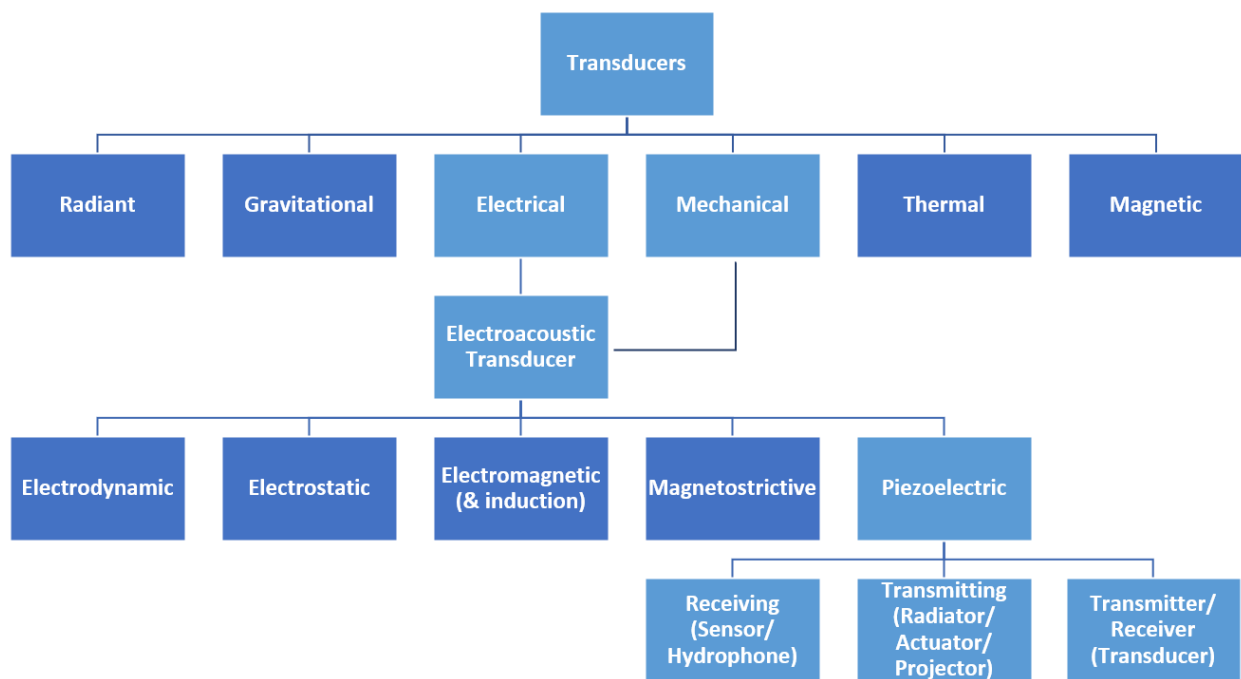 Transducers
Radiant
Gravitational
Electrical
Mechanical
Thermal
Magnetic
Electroacoustic
Transducer
Electrodynamic
Electrostatic
Electromagnetic
(& induction)
Magnetostrictive
Piezoelectric
Receiving
(Sensor/
Hydrophone)
Transmitting
(Radiator/
Actuator/
Projector)
Transmitter/
Receiver
(Transducer)